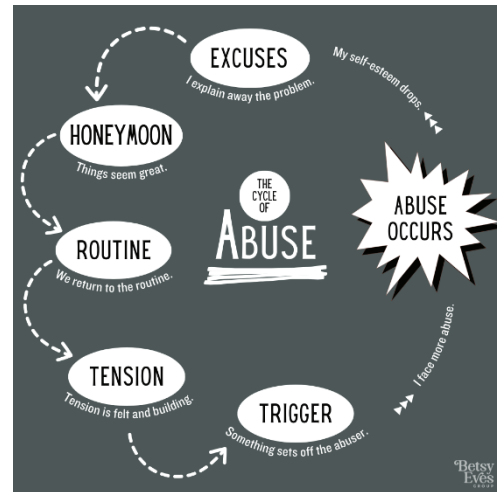 EXCUSES
I explain away the problem.
My self-esteem drops.
HONEYMOON
Things seem great.
THE
CYCLE
OF
ABUSE
ABUSE
OCCURS
ROUTINE
We return to the routine.
I face more abuse.
TENSION
Tension is felt and building.
TRIGGER
Something sets off the abuser.
Betsy
Eves
GROUP